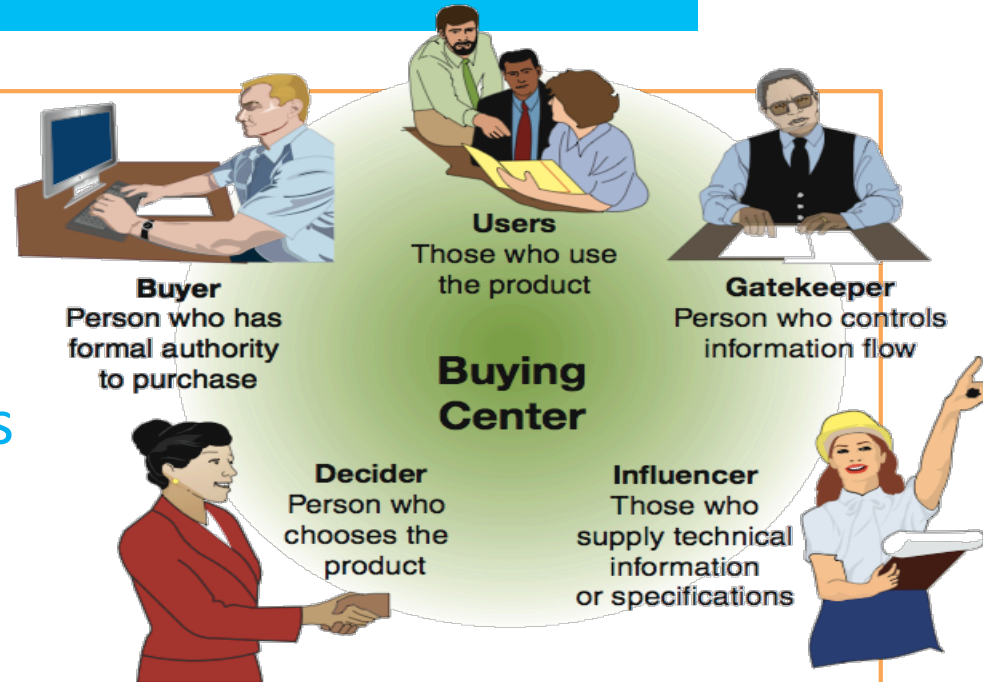 Users
Those who use
the product
Buyer
Person who has
formal authority
to purchase
Gatekeeper
Person who controls
information flow
Buying
Center
s
Decider
Person who
chooses the
product
Influencer
Those who
supply technical
information
or specifications